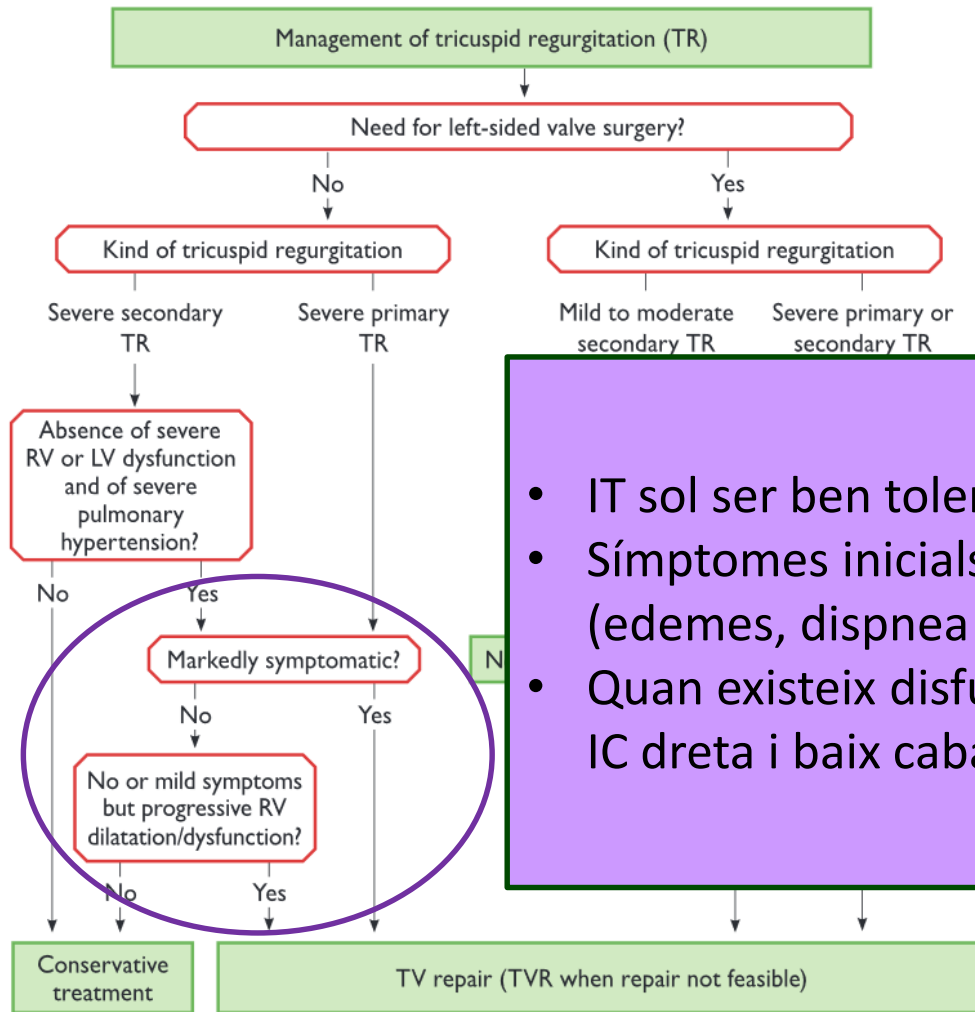 Management of tricuspid regurgitation (TR)
Need for left-sided valve surgery?
No
Yes
Kind of tricuspid regurgitation
Kind of tricuspid regurgitation
Severe secondary
TR
Severe primary
TR
Mild to moderate
secondary TR
Severe primary or
secondary TR
Absence of severe
RV or LV dysfunction
and of severe
pulmonary
hypertension?
No
Yes
Markedly symptomatic?
No
Yes
No or mild symptoms
but progressive RV
dilatation/dysfunction?
No
Yes
• IT sol ser ben
• Símptomes
(edemes, dispnea
• Quan existeix
IC dreta i baix
Conservative
treatment
TV repair (TVR when repair not feasible)